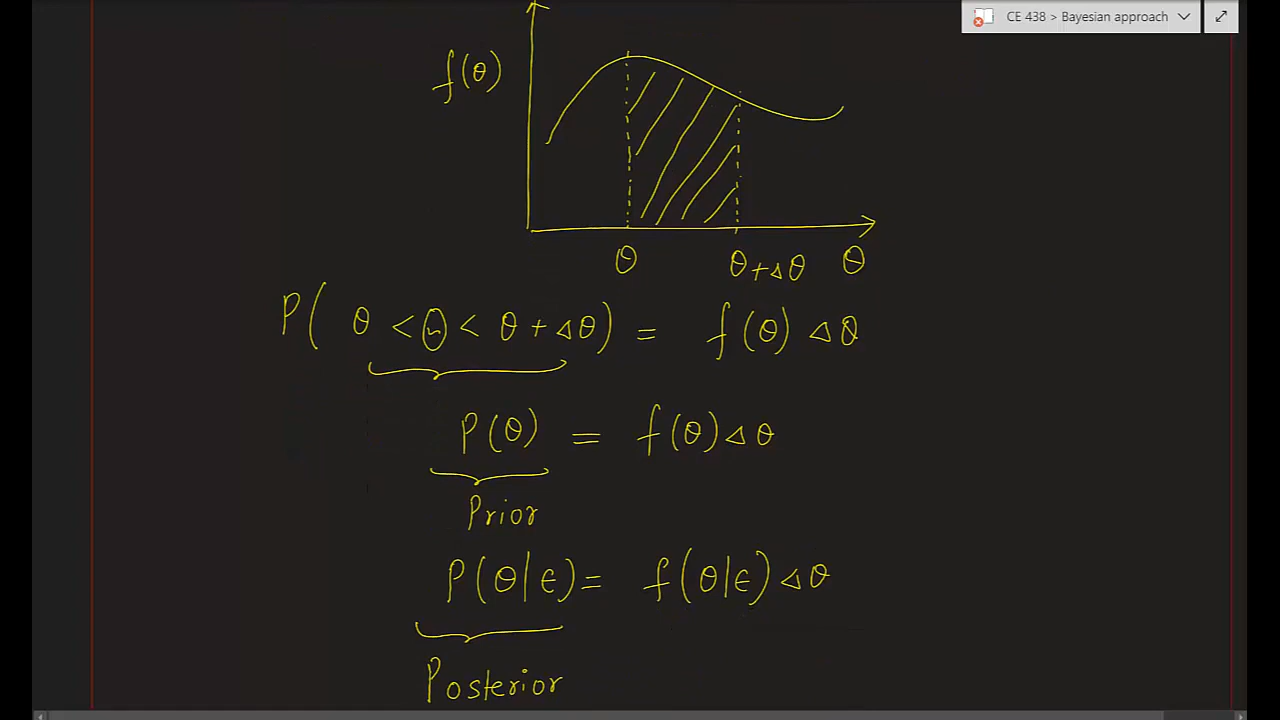 CE 438 > Bayesian approach
f(θ)
θ θ+Δθ θ
P( θ < θ < θ + Δθ) = f(θ) Δθ
P(θ) = f(θ)Δθ
Prior
P(θ|ϵ) = f(θ|ϵ)Δθ
Posterior